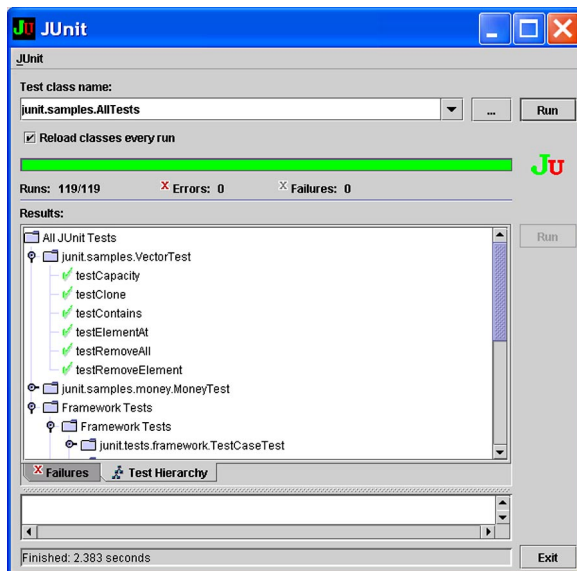 JU JUnit
JUnit
Test class name:
junit.samples.AllTests ... Run
Reload classes every run
JU
Runs: 119/119 X Errors: 0 X Failures: 0
Results:
Run
All JUnit Tests
junit.samples.VectorTest
testCapacity
testClone
testContains
testElementAt
testRemoveAll
testRemoveElement
junit.samples.money.MoneyTest
Framework Tests
Framework Tests
junit.tests.framework.TestCaseTest
X Failures Test Hierarchy
Finished: 2.383 seconds Exit